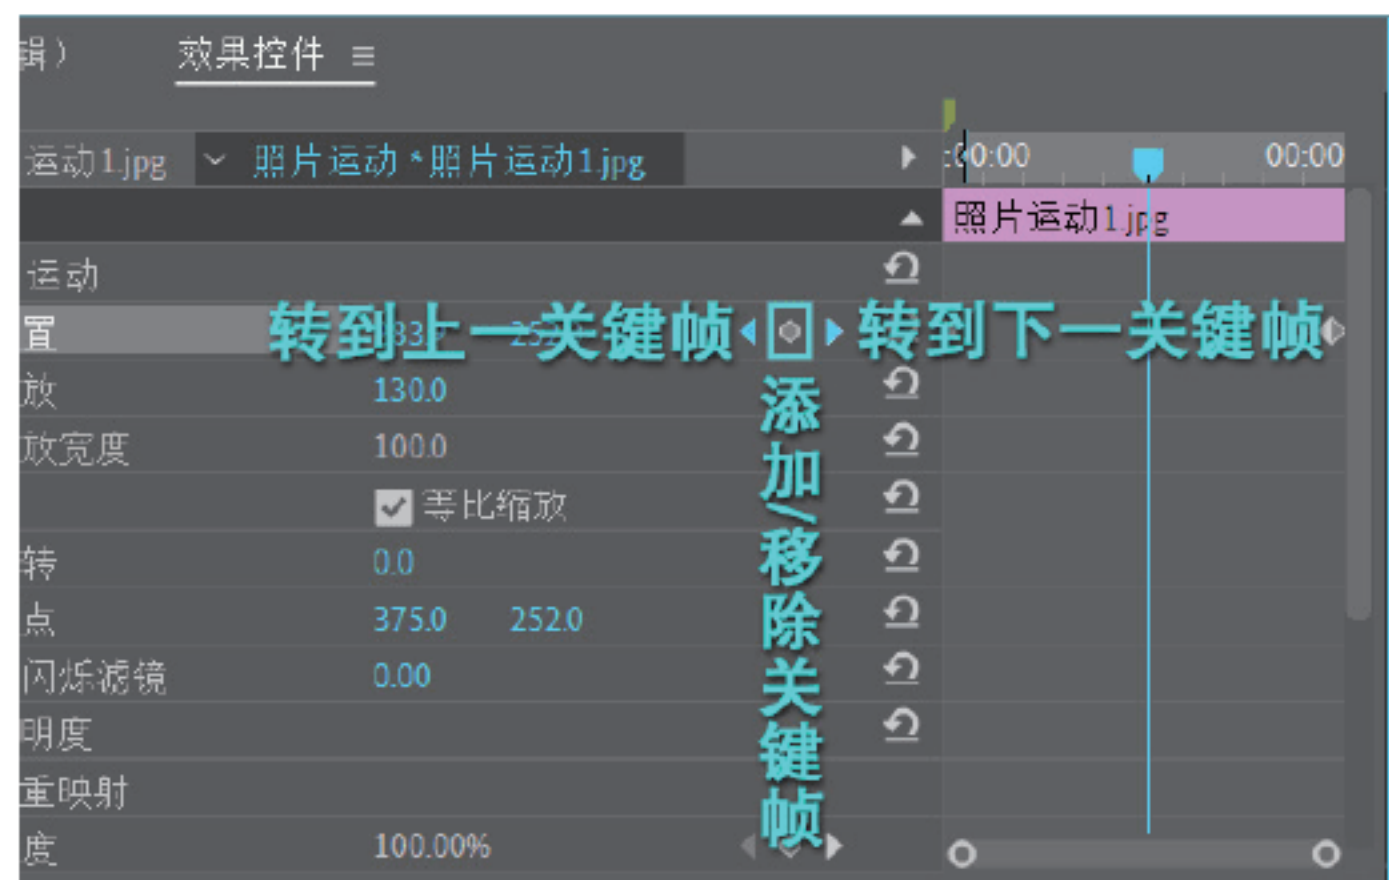 辑） 效果控件
运动1.jpg 照片运动 * 照片运动1.jpg :00:00 00:00
照片运动1.jpg
运动
置 转到上一关键帧 转到下一关键帧
放 130.0
放宽度 100.0
等比缩放
转 0.0
点 375.0 252.0
闪烁滤镜 0.00
明度
重映射
度 100.00%
添加/移除关键帧